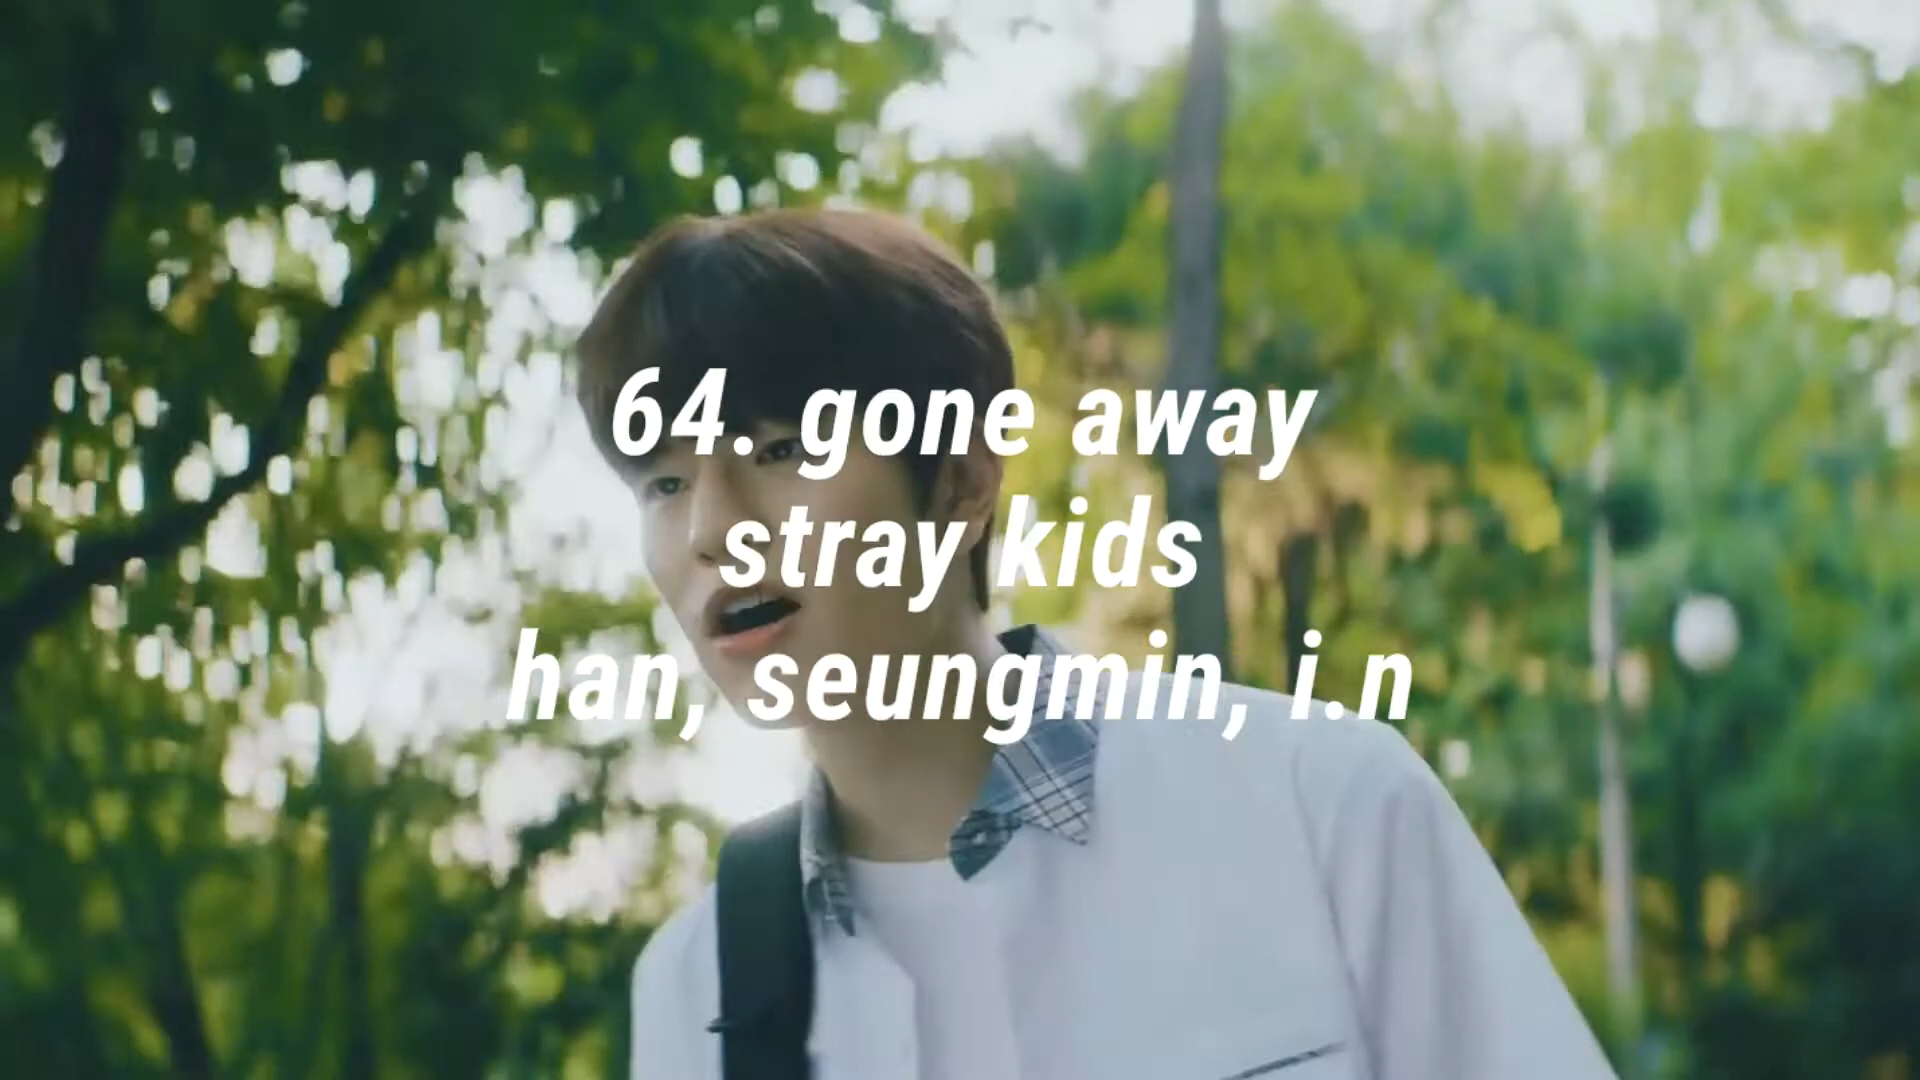 64. gone away
stray kids
han, seungmin, i.n